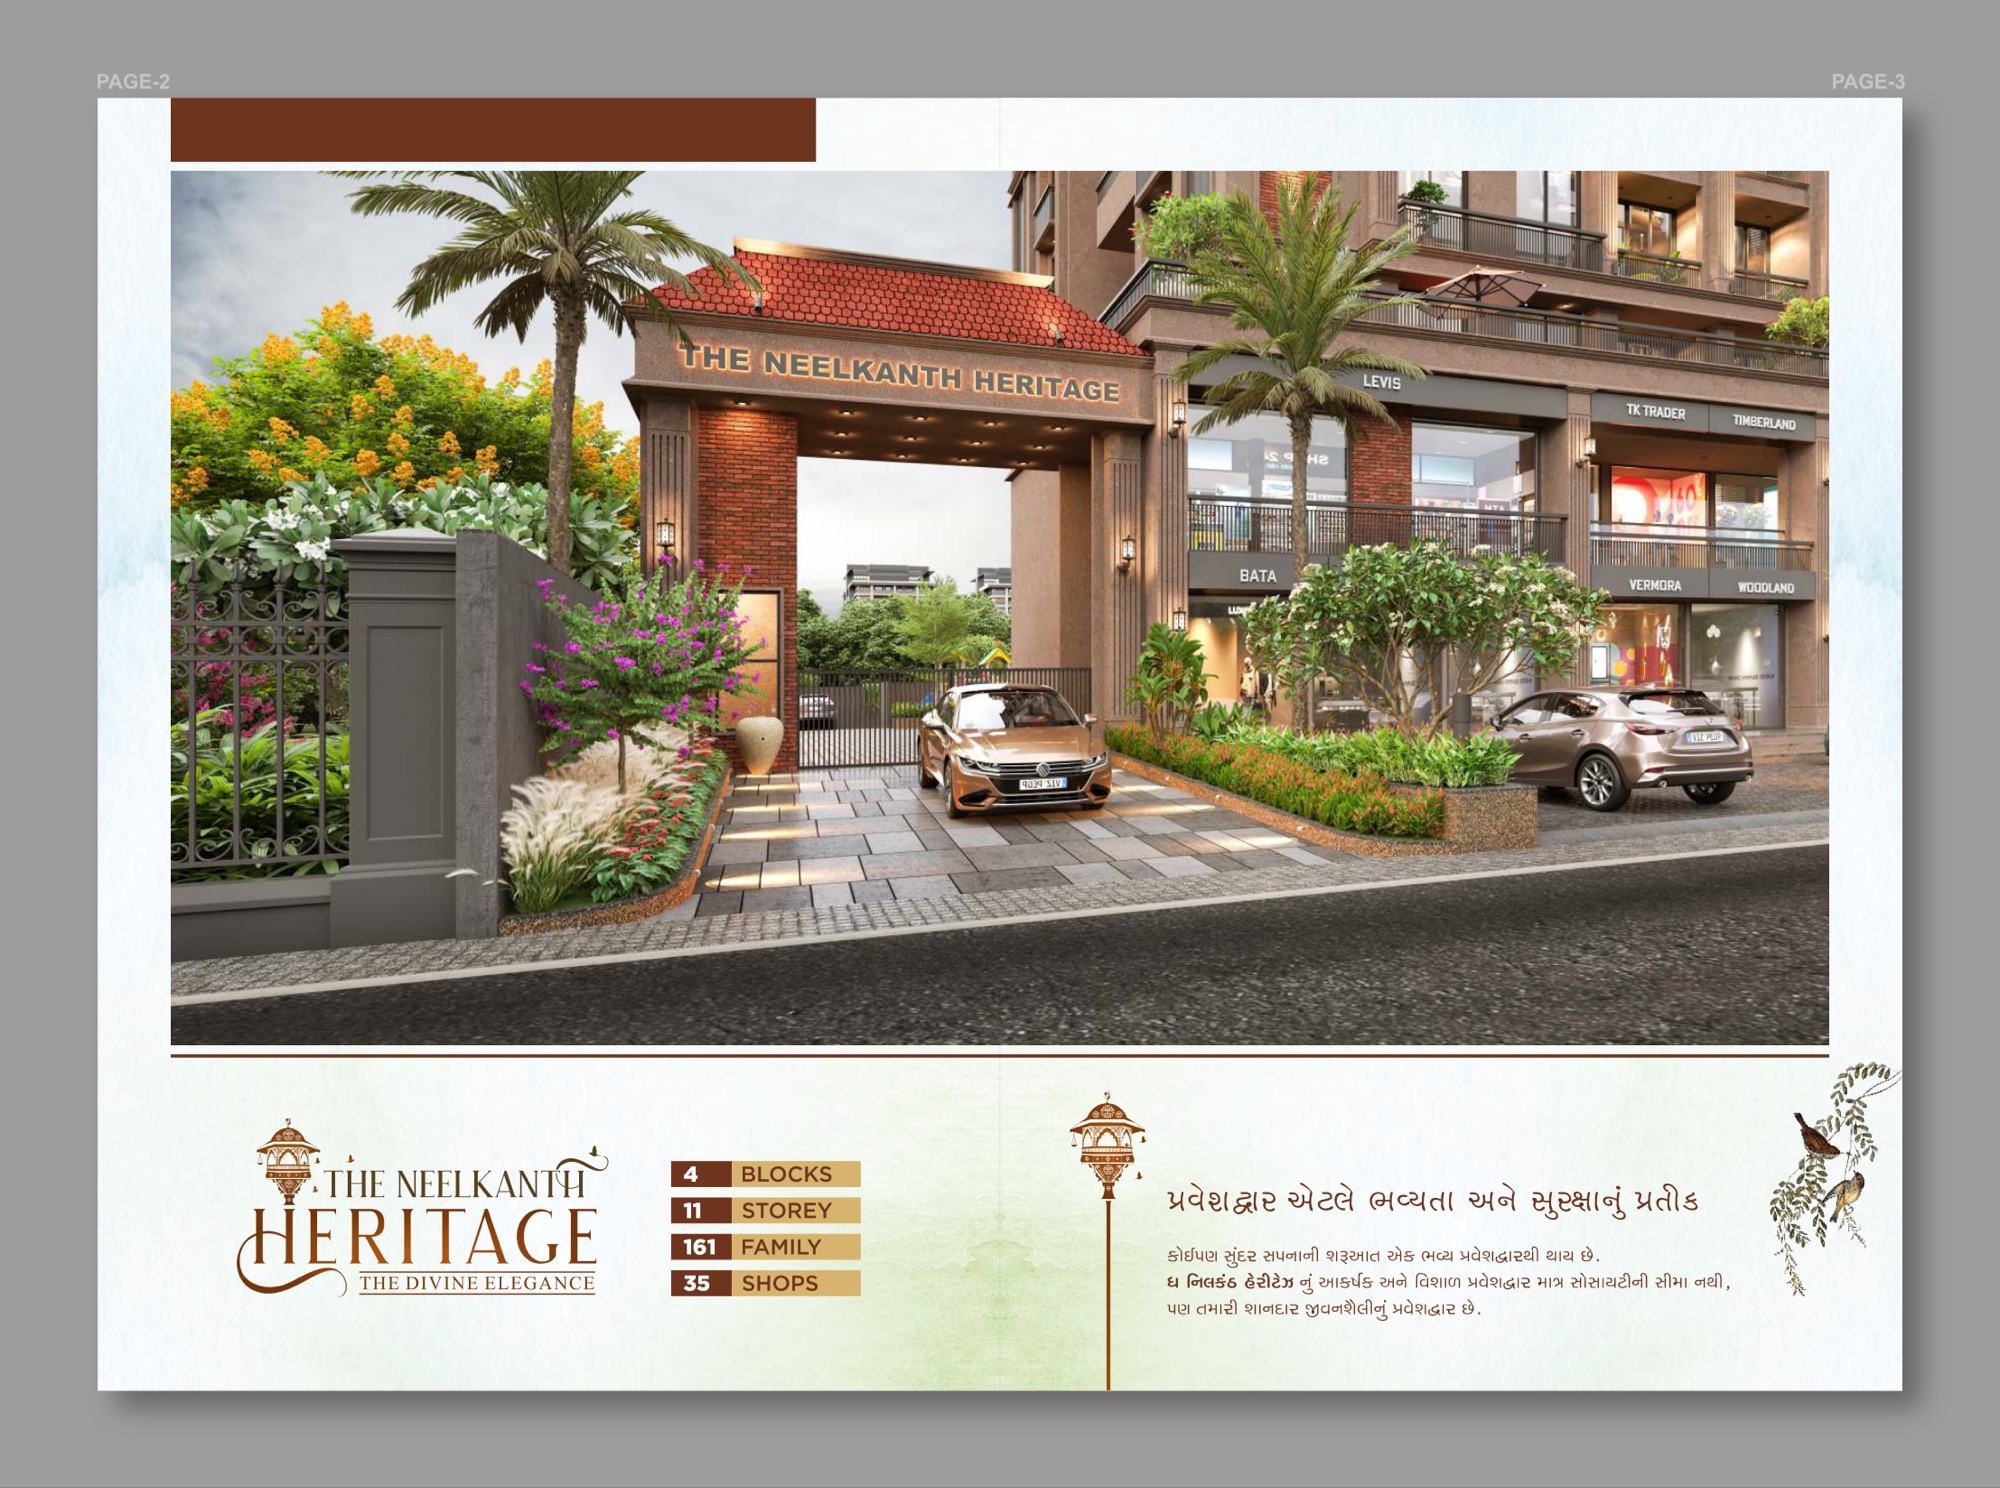 PAGE-2
PAGE-3
THE NEELKANTH HERITAGE
LEVIS
TK TRADER
TIMBERLAND
BATA
VERMORA
WOODLAND
THE NEELKANTH
HERITAGE
THE DIVINE ELEGANCE
4 BLOCKS
11 STOREY
161 FAMILY
35 SHOPS
પ્રવેશદ્વાર એટલે ભવ્યતા અને સુરક્ષાનું પ્રતીક
કોઈપણ સુંદર સપનાની શરૂઆત એક ભવ્ય પ્રવેશદ્વારથી થાય છે.
ધ નિલકંઠ હેરીટેઝ નું આકર્ષક અને વિશાળ પ્રવેશદ્વાર માત્ર સોસાયટીની સીમા નથી,
પણ તમારી શાનદાર જીવનશૈલીનું પ્રવેશદ્વાર છે.